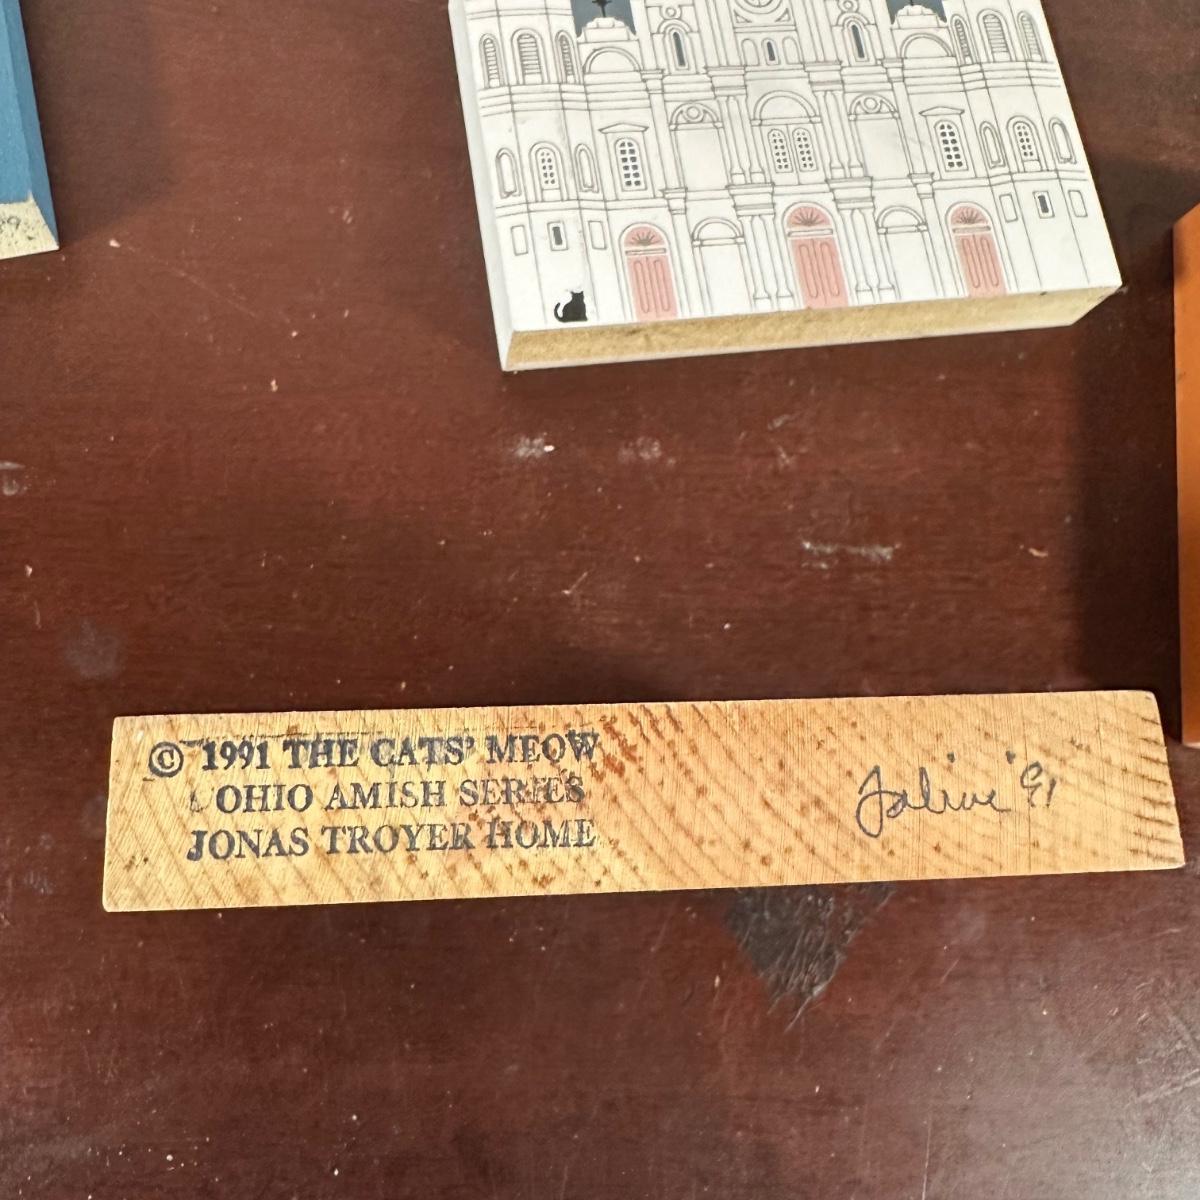 © 1991 THE CATS' MEOW
OHIO AMISH SERIES
JONAS TROYER HOME
Faline '91